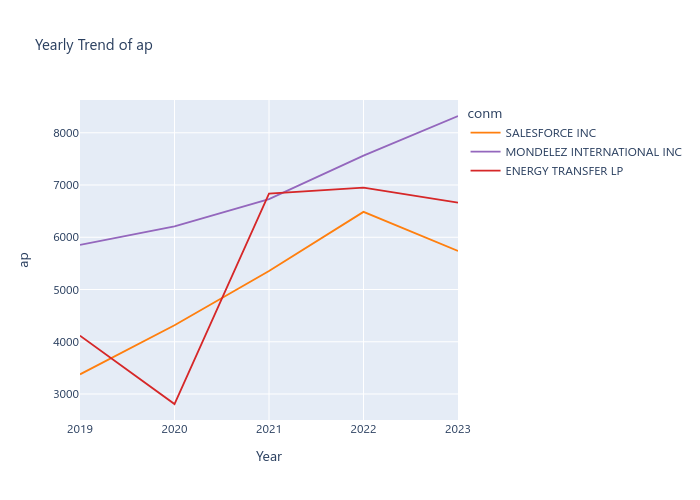 Yearly Trend of ap
conm
SALESFORCE INC
MONDELEZ INTERNATIONAL INC
ENERGY TRANSFER LP
8000
7000
6000
5000
4000
3000
ap
2019 2020 2021 2022 2023
Year